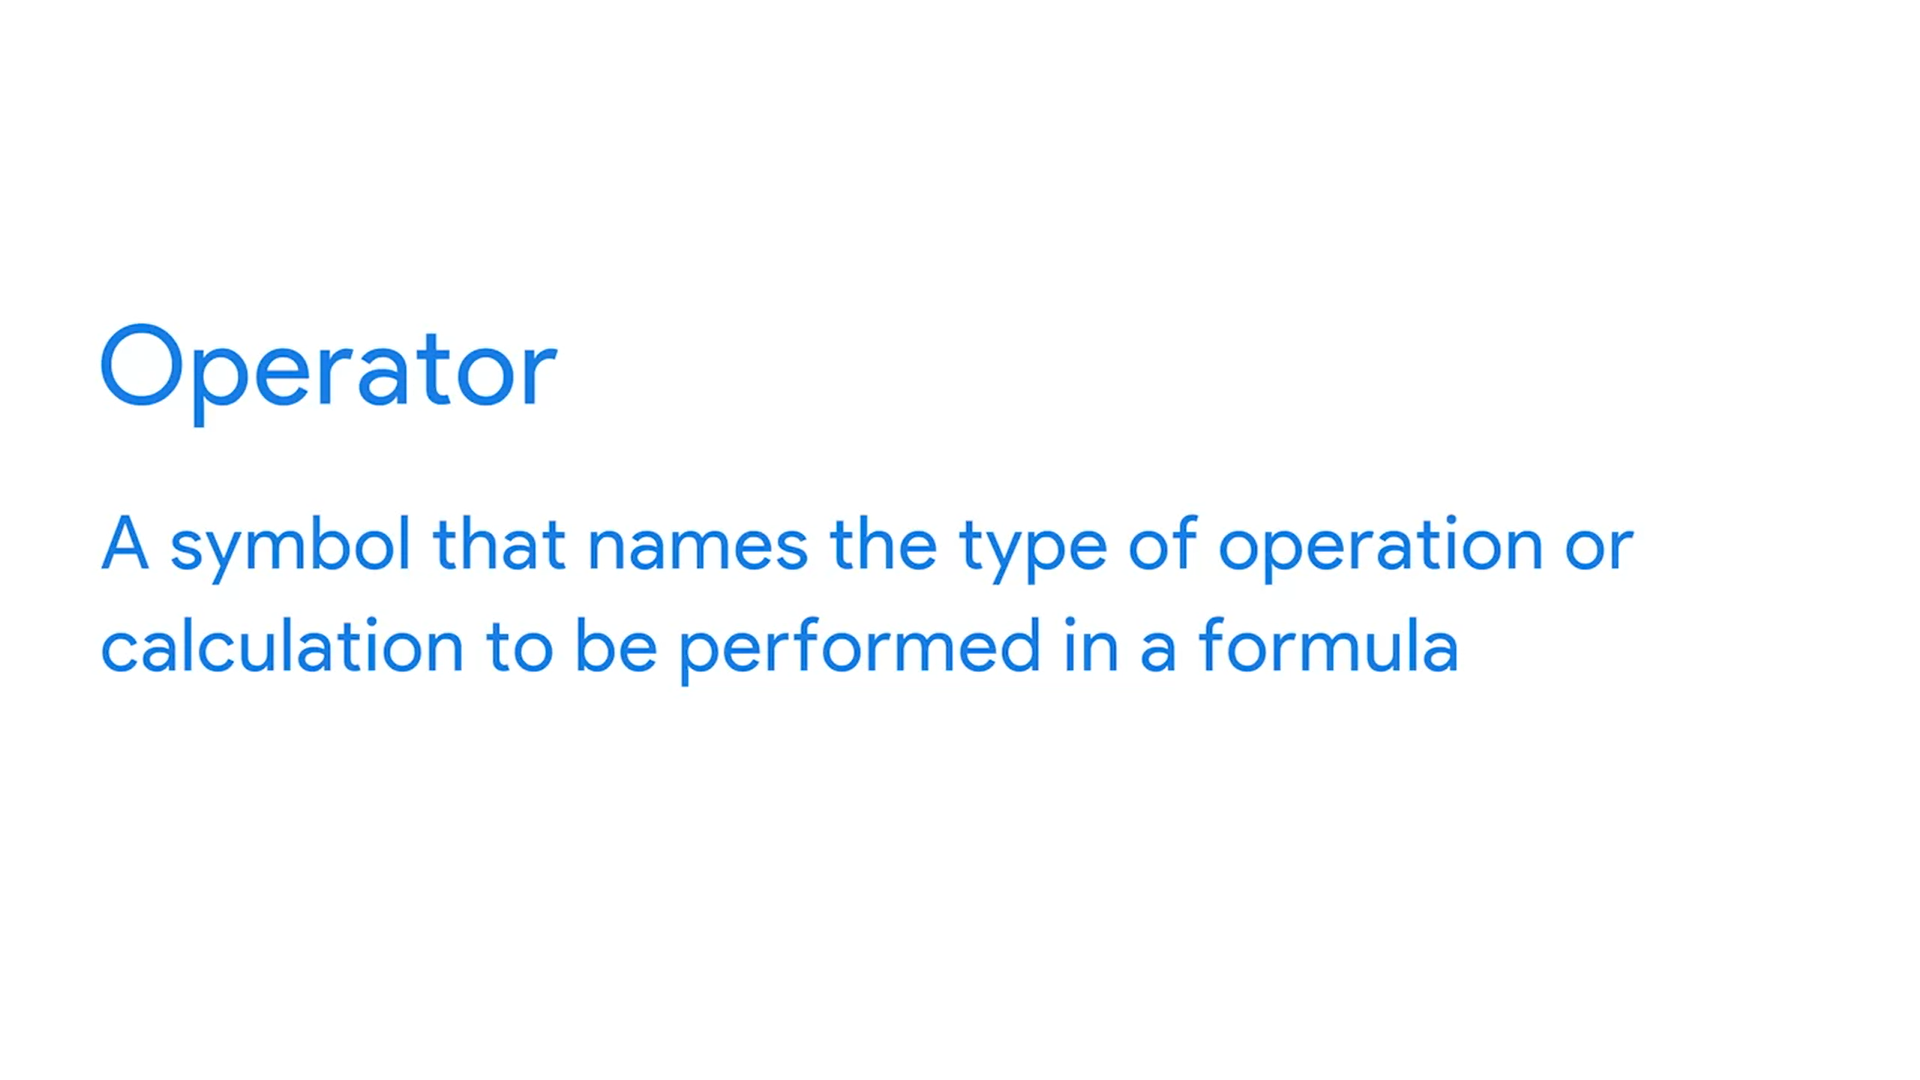 Operator
A symbol that names the type of operation or
calculation to be performed in a formula